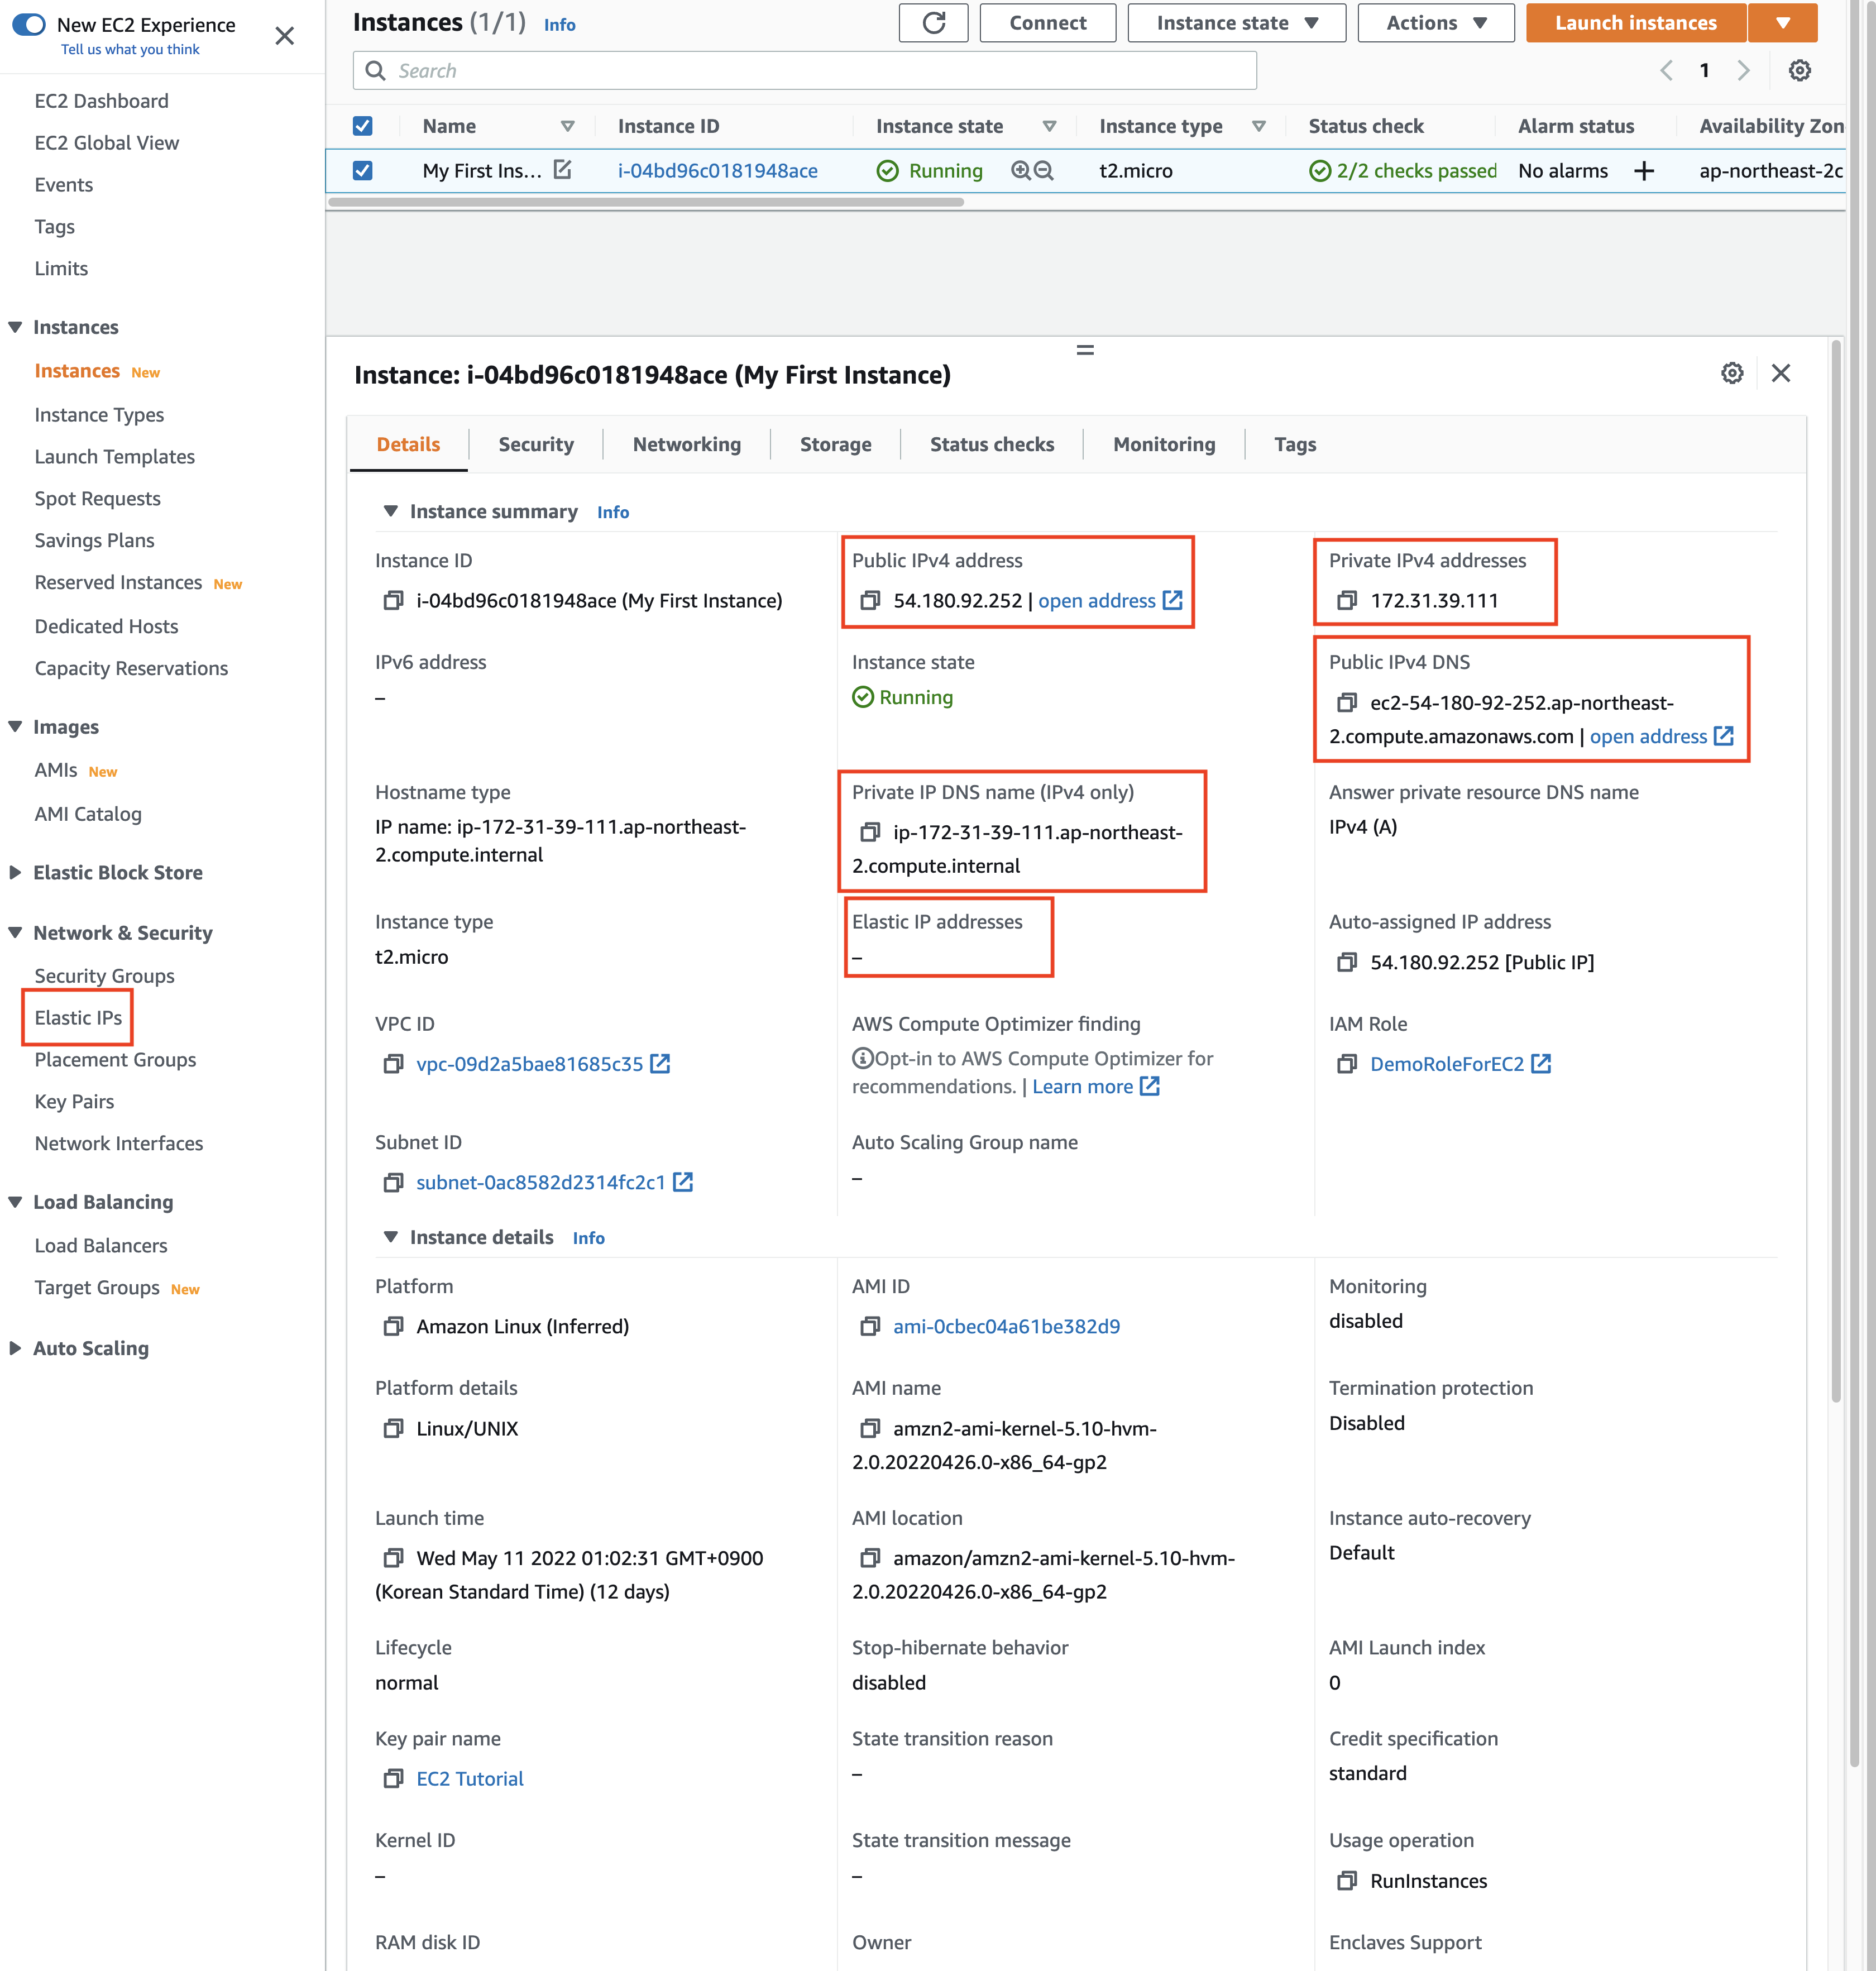 New EC2 Experience
Tell us what you think
EC2 Dashboard
EC2 Global View
Events
Tags
Limits
Instances
Instances New
Instance Types
Launch Templates
Spot Requests
Savings Plans
Reserved Instances New
Dedicated Hosts
Capacity Reservations
Images
AMIs New
AMI Catalog
Elastic Block Store
Network & Security
Security Groups
Elastic IPs
Placement Groups
Key Pairs
Network Interfaces
Load Balancing
Load Balancers
Target Groups New
Auto Scaling
Instances (1/1) Info
Connect
Instance state
Actions
Launch instances
Search
1
Name Instance ID Instance state Instance type Status check Alarm status Availability Zon
My First Ins... i-04bd96c0181948ace Running t2.micro 2/2 checks passed No alarms ap-northeast-2c
Instance: i-04bd96c0181948ace (My First Instance)
Details Security Networking Storage Status checks Monitoring Tags
Instance summary Info
Instance ID
i-04bd96c0181948ace (My First Instance)
Public IPv4 address
54.180.92.252 | open address
Private IPv4 addresses
172.31.39.111
IPv6 address
–
Instance state
Running
Public IPv4 DNS
ec2-54-180-92-252.ap-northeast-
2.compute.amazonaws.com | open address
Hostname type
IP name: ip-172-31-39-111.ap-northeast-
2.compute.internal
Private IP DNS name (IPv4 only)
ip-172-31-39-111.ap-northeast-
2.compute.internal
Answer private resource DNS name
IPv4 (A)
Instance type
t2.micro
Elastic IP addresses
–
Auto-assigned IP address
54.180.92.252 [Public IP]
VPC ID
vpc-09d2a5bae81685c35
AWS Compute Optimizer finding
Opt-in to AWS Compute Optimizer for
recommendations. | Learn more
IAM Role
DemoRoleForEC2
Subnet ID
subnet-0ac8582d2314fc2c1
Auto Scaling Group name
–
Instance details Info
Platform
Amazon Linux (Inferred)
AMI ID
ami-0cbec04a61be382d9
Monitoring
disabled
Platform details
Linux/UNIX
AMI name
amzn2-ami-kernel-5.10-hvm-
2.0.20220426.0-x86_64-gp2
Termination protection
Disabled
Launch time
Wed May 11 2022 01:02:31 GMT+0900
(Korean Standard Time) (12 days)
AMI location
amazon/amzn2-ami-kernel-5.10-hvm-
2.0.20220426.0-x86_64-gp2
Instance auto-recovery
Default
Lifecycle
normal
Stop-hibernate behavior
disabled
AMI Launch index
0
Key pair name
EC2 Tutorial
State transition reason
–
Credit specification
standard
Kernel ID
–
State transition message
–
Usage operation
RunInstances
RAM disk ID
Owner
Enclaves Support